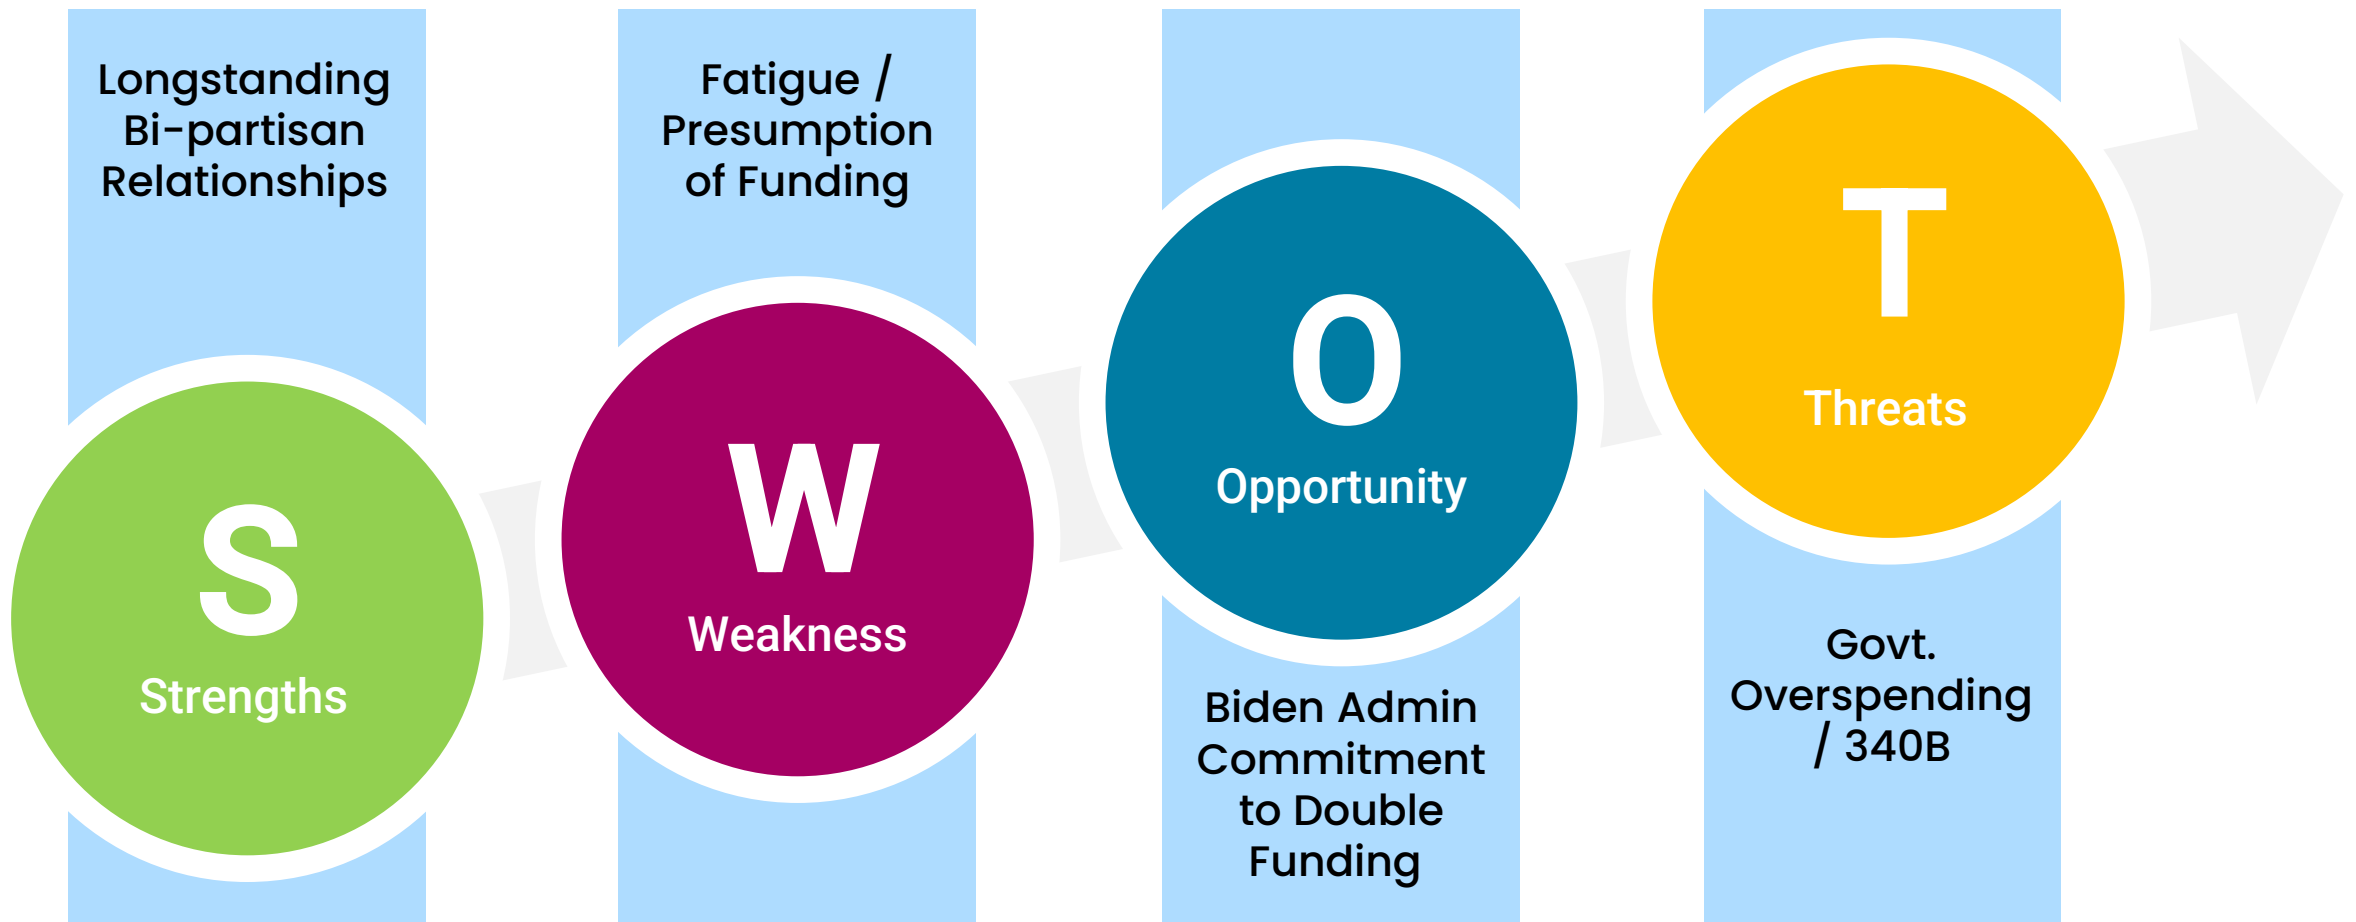 Longstanding
Bi-partisan
Relationships
S
Strengths
Fatigue /
Presumption
of Funding
W
Weakness
O
Opportunity
Biden Admin
Commitment
to Double
Funding
T
Threats
Govt.
Overspending
/ 340B